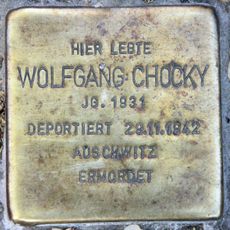 HIER LEBTE
WOLFGANG CHOCKY
JG. 1931
DEPORTIERT 29.11.1942
AUSCHWITZ
ERMORDET